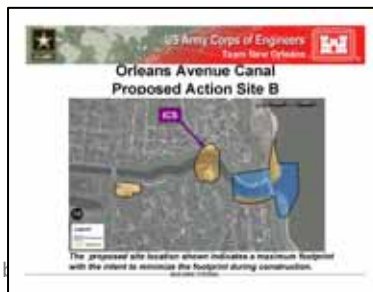 US Army Corps of Engineers
Team New Orleans
Orleans Avenue Canal
Proposed Action Site B
ICS
The proposed site location shown indicates a maximum footprint
with the intent to minimize the footprint during construction.